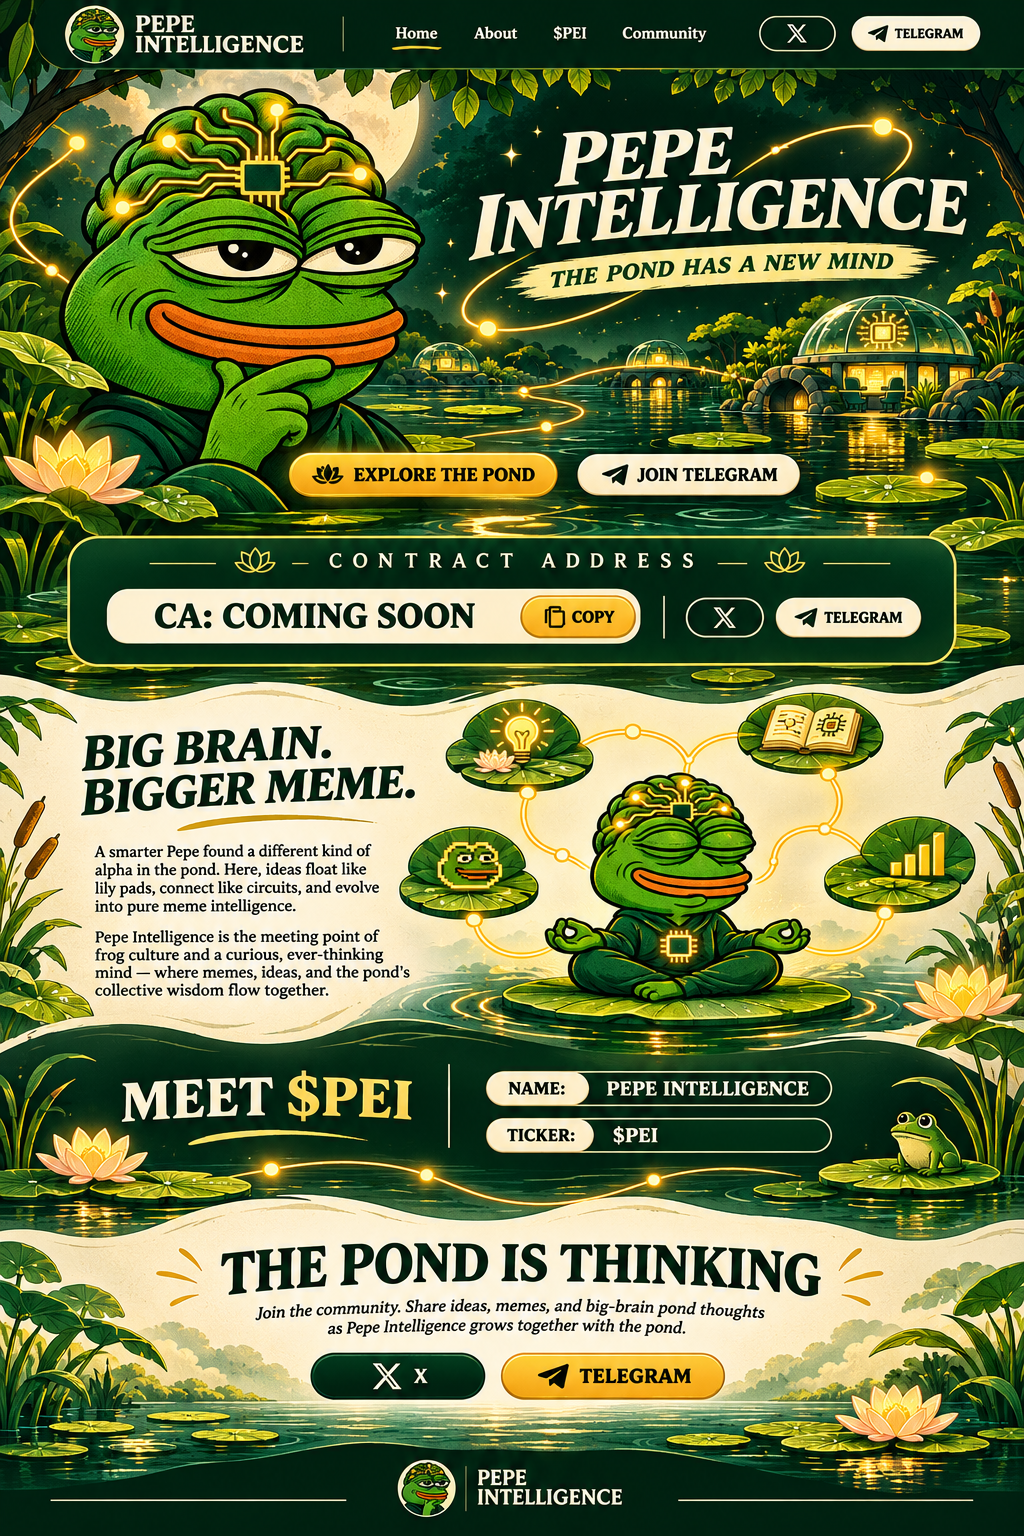 PEPE
INTELLIGENCE
Home
About
$PEI
Community
X
TELEGRAM
PEPE
INTELLIGENCE
THE POND HAS A NEW MIND
EXPLORE THE POND
JOIN TELEGRAM
CONTRACT ADDRESS
CA: COMING SOON
COPY
X
TELEGRAM
BIG BRAIN.
BIGGER MEME.
A smarter Pepe found a different kind of
alpha in the pond. Here, ideas float like
lily pads, connect like circuits, and evolve
into pure meme intelligence.
Pepe Intelligence is the meeting point of
frog culture and a curious, ever-thinking
mind — where memes, ideas, and the pond's
collective wisdom flow together.
MEET $PEI
NAME: PEPE INTELLIGENCE
TICKER: $PEI
THE POND IS THINKING
Join the community. Share ideas, memes, and big-brain pond thoughts
as Pepe Intelligence grows together with the pond.
X X
TELEGRAM
PEPE
INTELLIGENCE